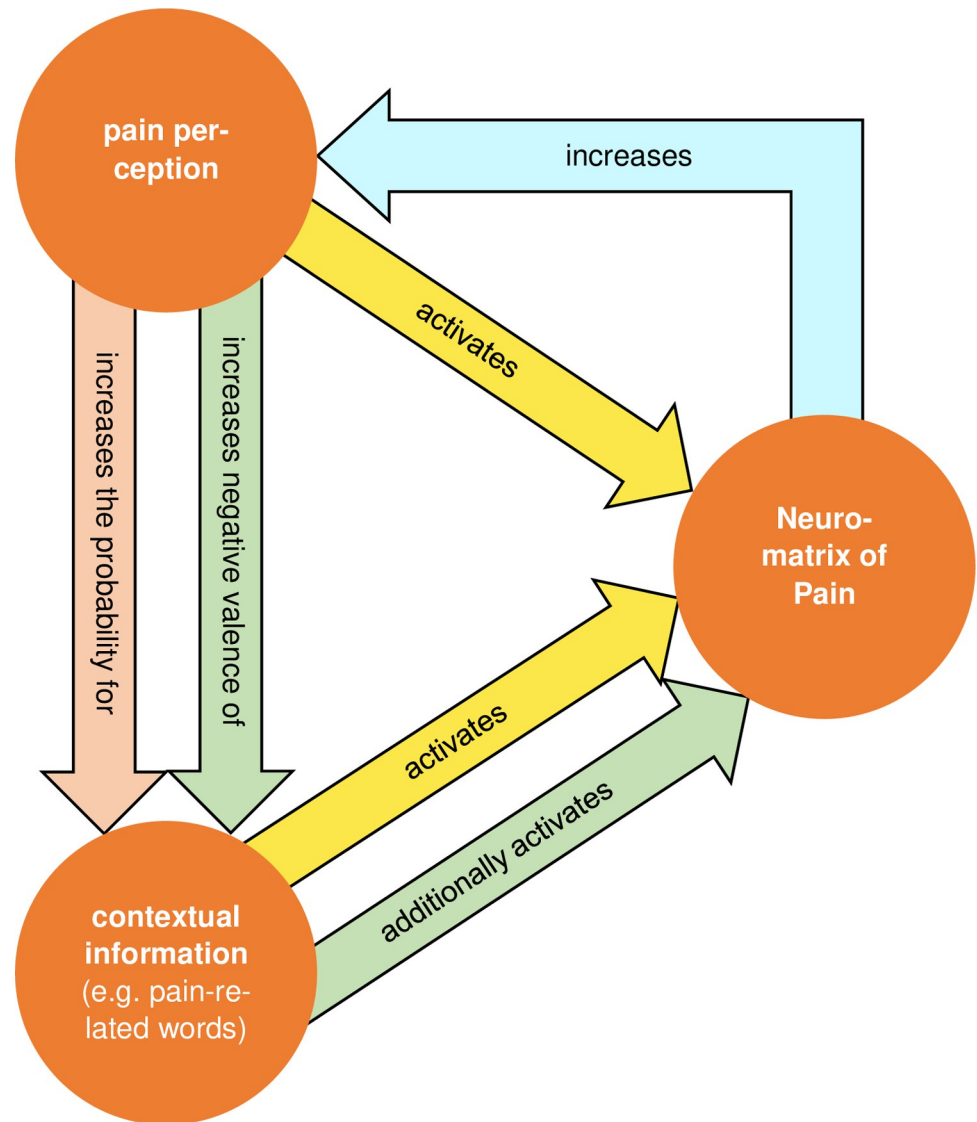 pain per-
ception
increases
activates
increases the probability for
increases negative valence of
Neuro-
matrix of
Pain
activates
additionally activates
contextual
information
(e.g. pain-re-
lated words)